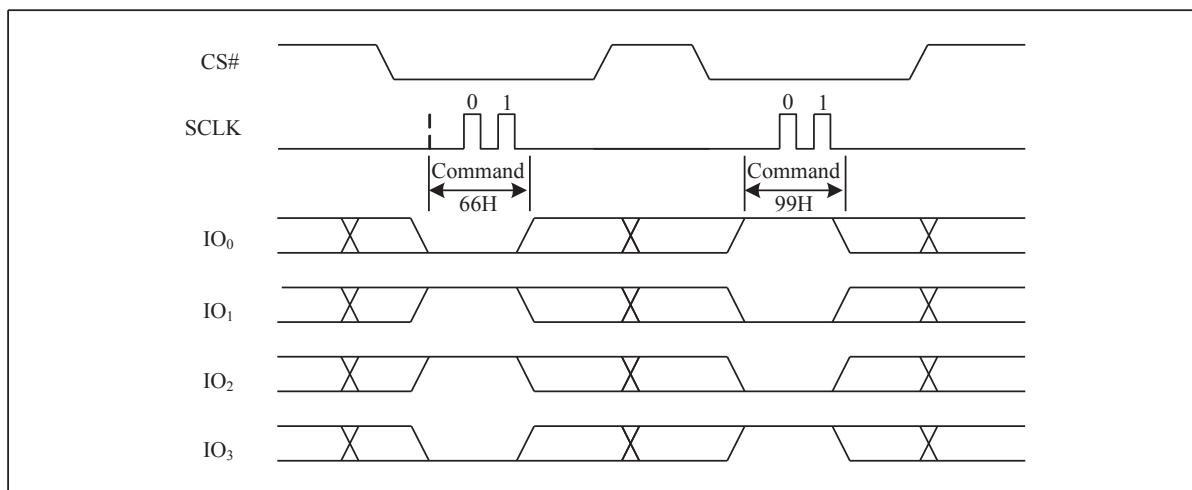 CS#
0 1 0 1
SCLK
Command Command
66H 99H
IO₀
IO₁
IO₂
IO₃